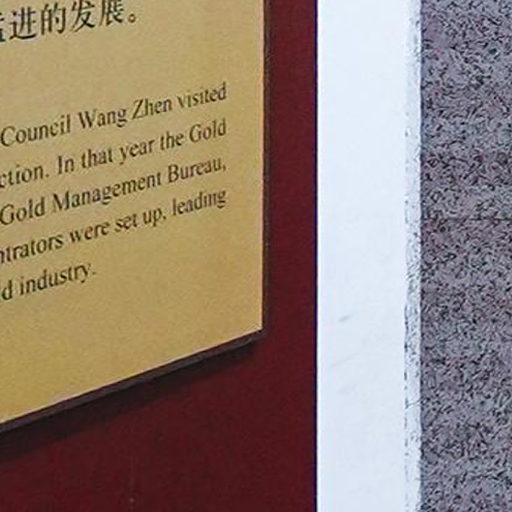 进的发展。
Council Wang Zhen visited
ction. In that year the Gold
Gold Management Bureau,
ntrators were set up, leading
d industry.